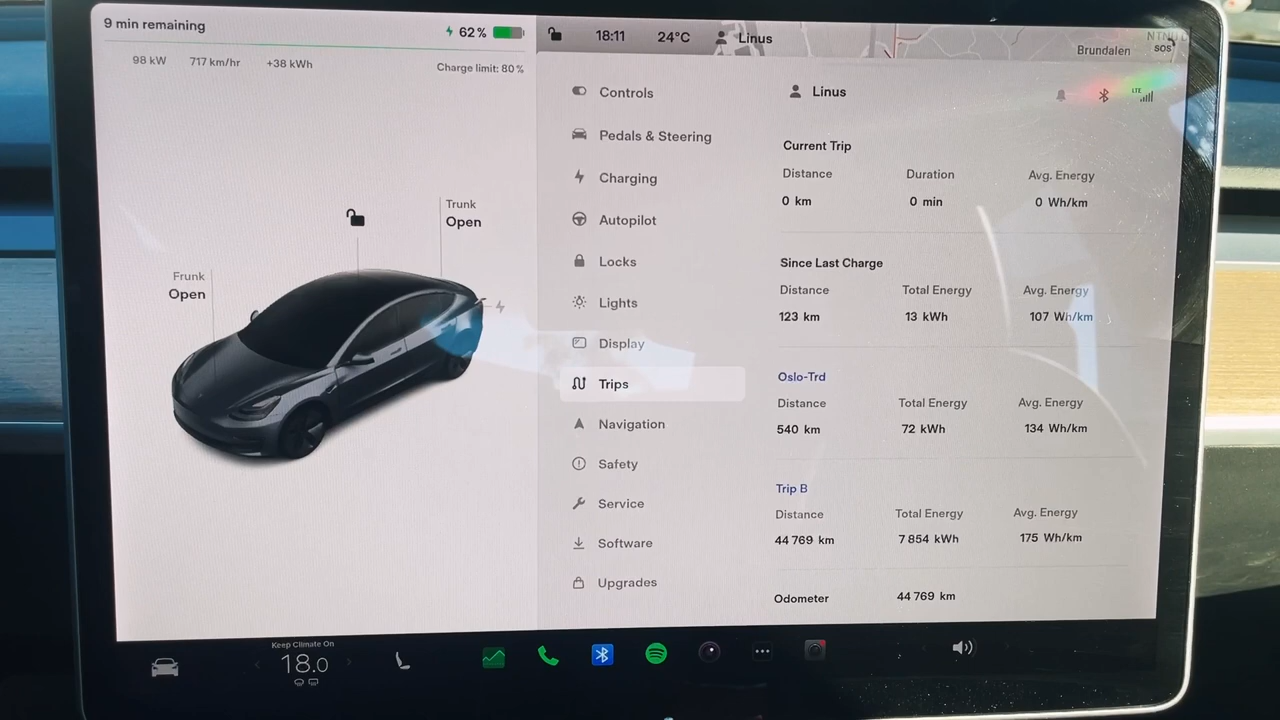 9 min remaining
62%
98 kW 717 km/hr +38 kWh
Charge limit: 80%
Trunk
Open
Frunk
Open
18:11 24°C Linus
Brundalen
NTNU
SOS
Controls
Pedals & Steering
Charging
Autopilot
Locks
Lights
Display
Trips
Navigation
Safety
Service
Software
Upgrades
Linus
LTE
Current Trip
Distance Duration Avg. Energy
0 km 0 min 0 Wh/km
Since Last Charge
Distance Total Energy Avg. Energy
123 km 13 kWh 107 Wh/km
Oslo-Trd
Distance Total Energy Avg. Energy
540 km 72 kWh 134 Wh/km
Trip B
Distance Total Energy Avg. Energy
44 769 km 7 854 kWh 175 Wh/km
Odometer 44 769 km
Keep Climate On
18.0